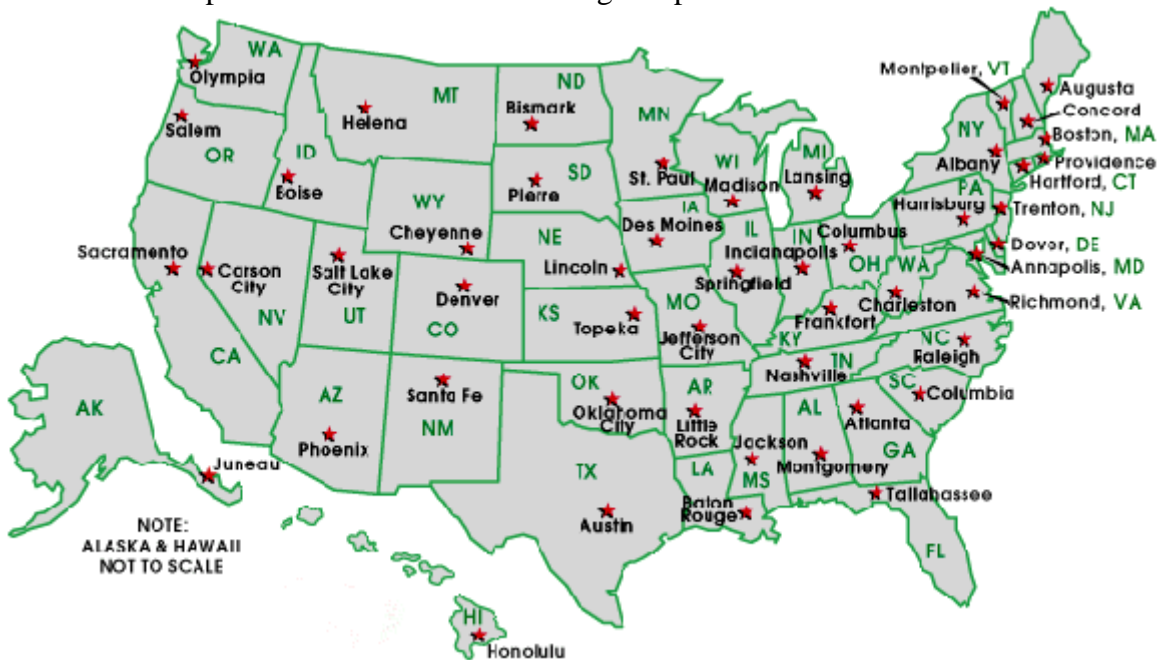 WA
Olympia
MT
Helena
ND
Bismark
MN
St. Paul
Montpelier, VT
Augusta
Concord
Boston, MA
Providence
Hartford, CT
NY
Albany
Salem
OR
ID
Boise
WY
Cheyenne
SD
Pierre
WI
Madison
MI
Lansing
PA
Harrisburg
Trenton, NJ
Dover, DE
Annapolis, MD
Richmond, VA
IA
Des Moines
NE
Lincoln
IL
Springfield
IN
Indianapolis
Columbus
OH
WA
Charleston
Sacramento
CA
Carson
City
NV
Salt Lake
City
UT
Denver
CO
KS
Topeka
MO
Jefferson
City
Frankfort
KY
Nashville
TN
NC
Raleigh
SC
Columbia
AZ
Phoenix
Santa Fe
NM
OK
Oklahoma
City
AR
Little
Rock
Jackson
MS
AL
Montgomery
Atlanta
GA
TX
Austin
LA
Baton
Rouge
Tallabassee
FL
AK
Juneau
NOTE:
ALASKA & HAWAII
NOT TO SCALE
HI
Honolulu